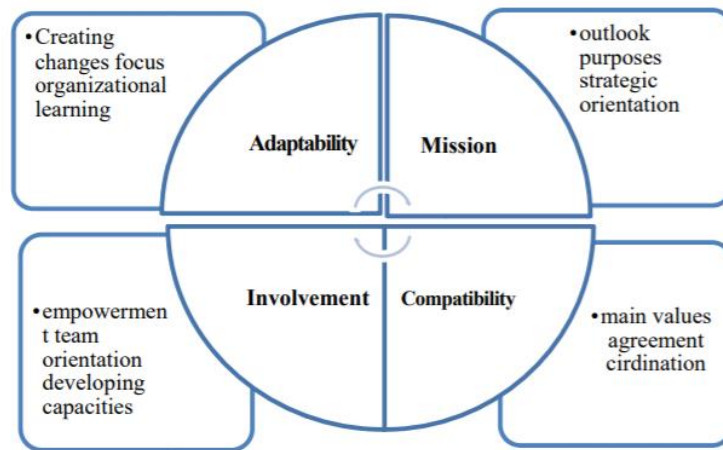 •Creating
changes focus
organizational
learning
•outlook
purposes
strategic
orientation
Adaptability
Mission
Involvement
Compatibility
•empowermen
t team
orientation
developing
capacities
•main values
agreement
cirdination